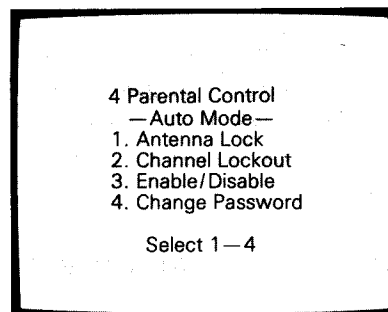 4 Parental Control
—Auto Mode—
1. Antenna Lock
2. Channel Lockout
3. Enable/Disable
4. Change Password
Select 1—4